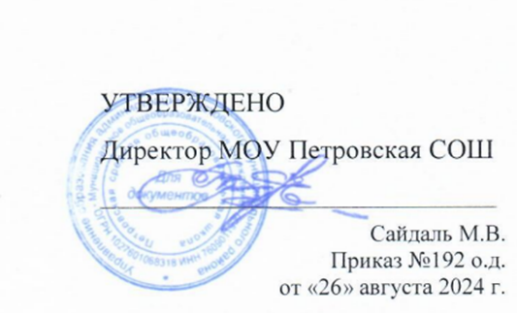 УТВЕРЖДЕНО
Директор МОУ Петровская СОШ
Для
документов
Сайдаль М.В.
Приказ №192 о.д.
от «26» августа 2024 г.